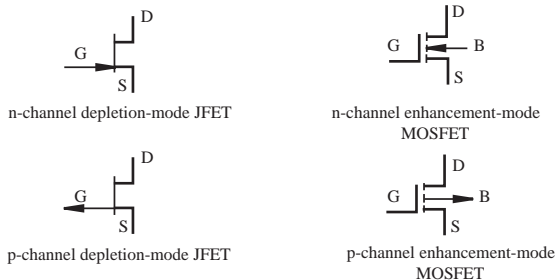 D
G
S
n-channel depletion-mode JFET
D
G
B
S
n-channel enhancement-mode
MOSFET
D
G
S
p-channel depletion-mode JFET
D
G
B
S
p-channel enhancement-mode
MOSFET